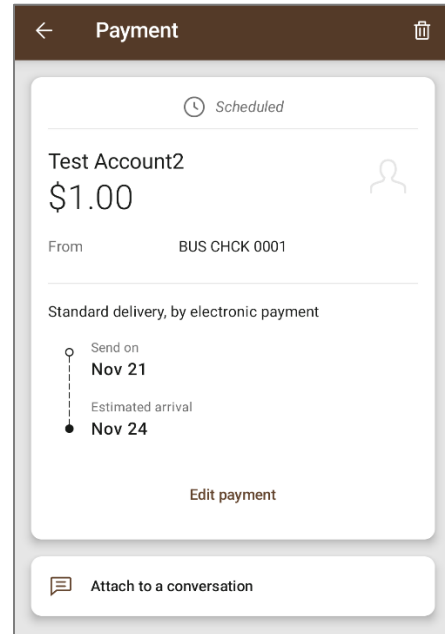 Payment
Scheduled
Test Account2
$1.00
From BUS CHCK 0001
Standard delivery, by electronic payment
Send on
Nov 21
Estimated arrival
Nov 24
Edit payment
Attach to a conversation